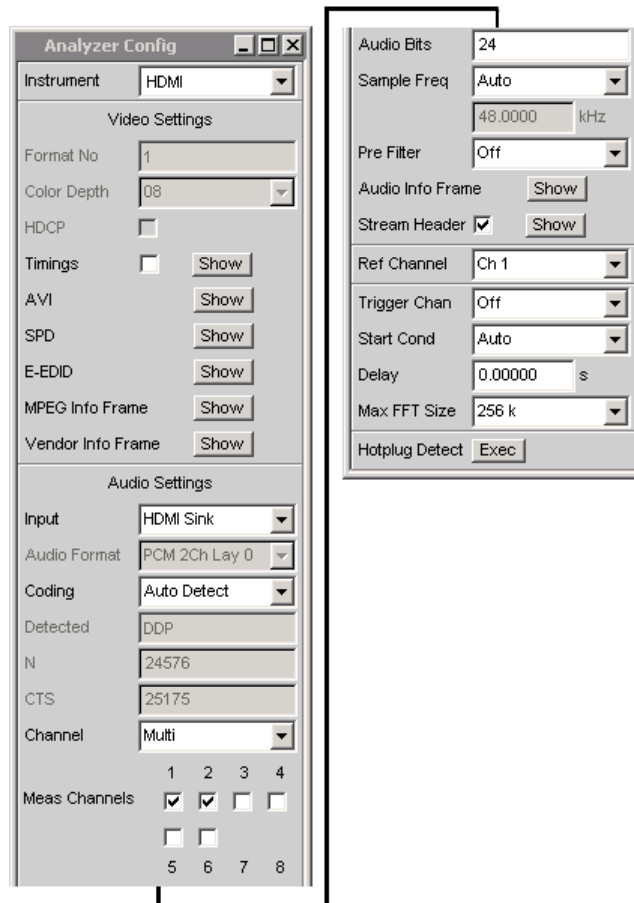 Analyzer Config
Instrument HDMI
Video Settings
Format No 1
Color Depth 08
HDCP
Timings Show
AVI Show
SPD Show
E-EDID Show
MPEG Info Frame Show
Vendor Info Frame Show
Audio Settings
Input HDMI Sink
Audio Format PCM 2Ch Lay 0
Coding Auto Detect
Detected DDP
N 24576
CTS 25175
Channel Multi
1 2 3 4
Meas Channels
5 6 7 8
Audio Bits 24
Sample Freq Auto
48.0000 kHz
Pre Filter Off
Audio Info Frame Show
Stream Header Show
Ref Channel Ch 1
Trigger Chan Off
Start Cond Auto
Delay 0.00000 s
Max FFT Size 256 k
Hotplug Detect Exec